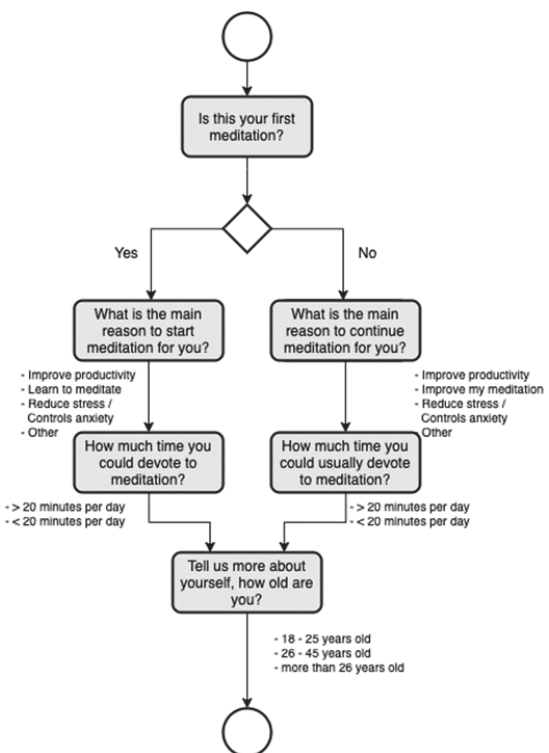 Is this your first
meditation?
Yes
No
What is the main
reason to start
meditation for you?
What is the main
reason to continue
meditation for you?
- Improve productivity
- Learn to meditate
- Reduce stress /
Controls anxiety
- Other
- Improve productivity
- Improve my meditation
- Reduce stress /
Controls anxiety
- Other
How much time you
could devote to
meditation?
How much time you
could usually devote
to meditation?
- > 20 minutes per day
- < 20 minutes per day
- > 20 minutes per day
- < 20 minutes per day
Tell us more about
yourself, how old are
you?
- 18 - 25 years old
- 26 - 45 years old
- more than 26 years old